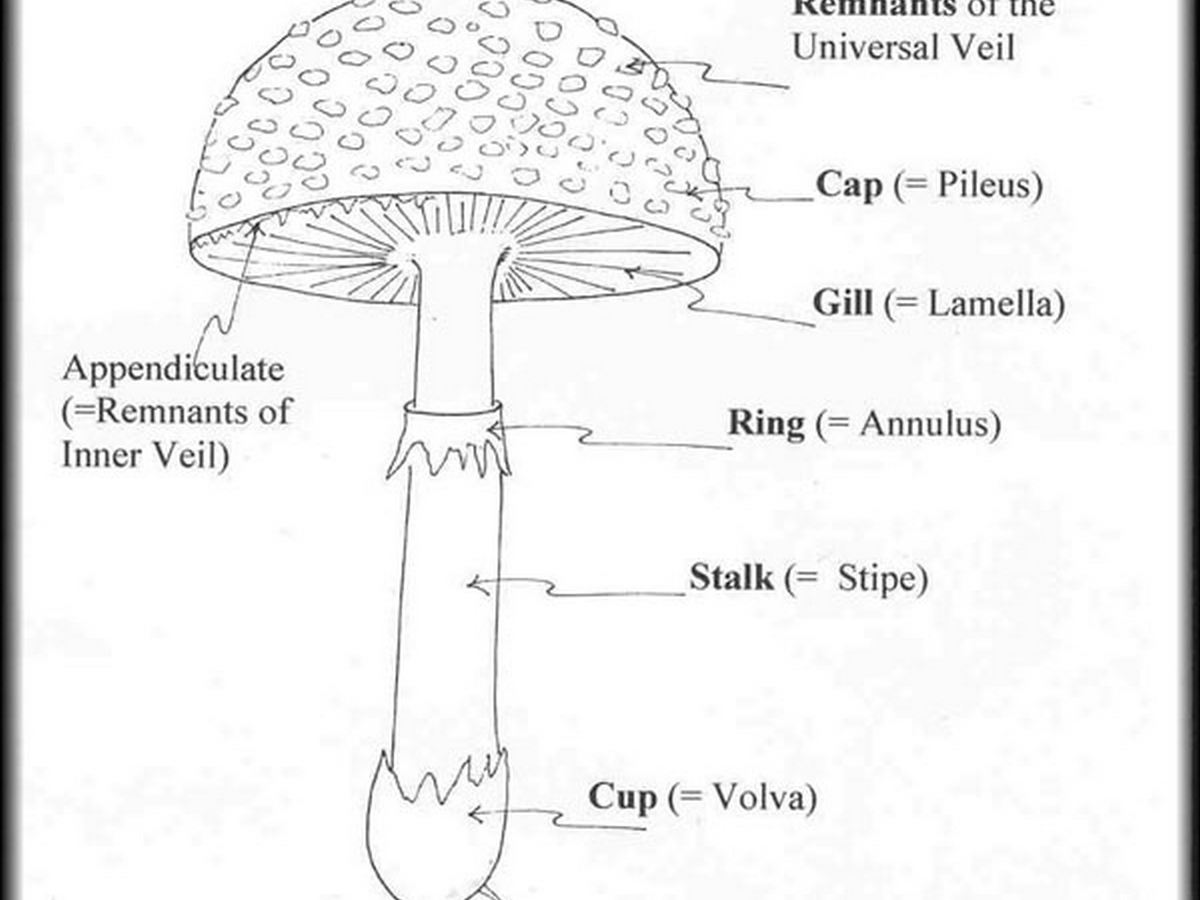 Remnants of the
Universal Veil
Cap (= Pileus)
Gill (= Lamella)
Appendiculate
(=Remnants of
Inner Veil)
Ring (= Annulus)
Stalk (= Stipe)
Cup (= Volva)